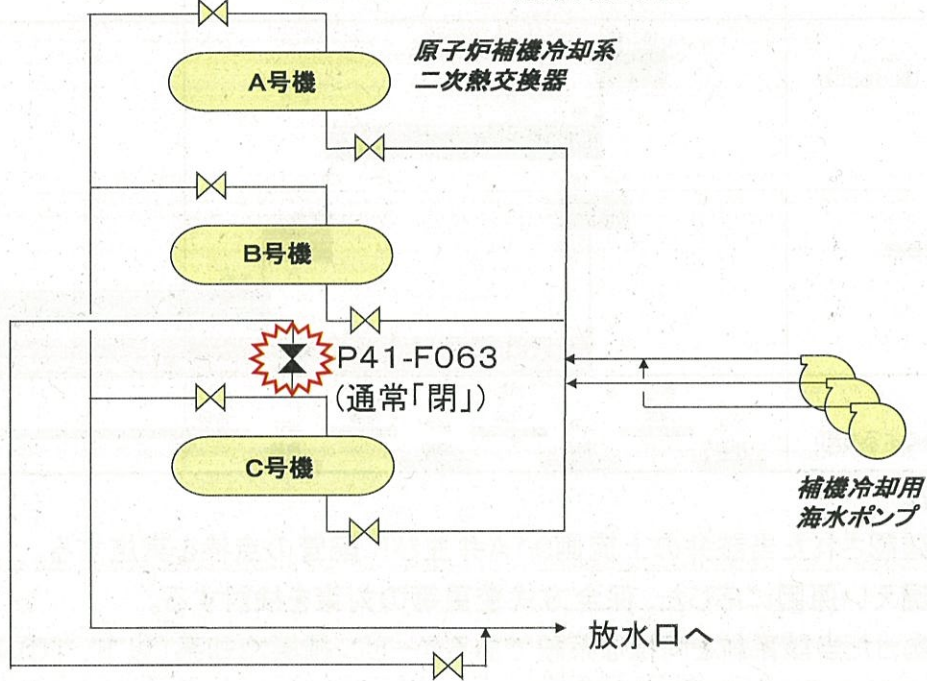 原子炉補機冷却系
二次熱交換器
A号機
B号機
P41-F063
(通常「閉」)
C号機
補機冷却用
海水ポンプ
放水口へ